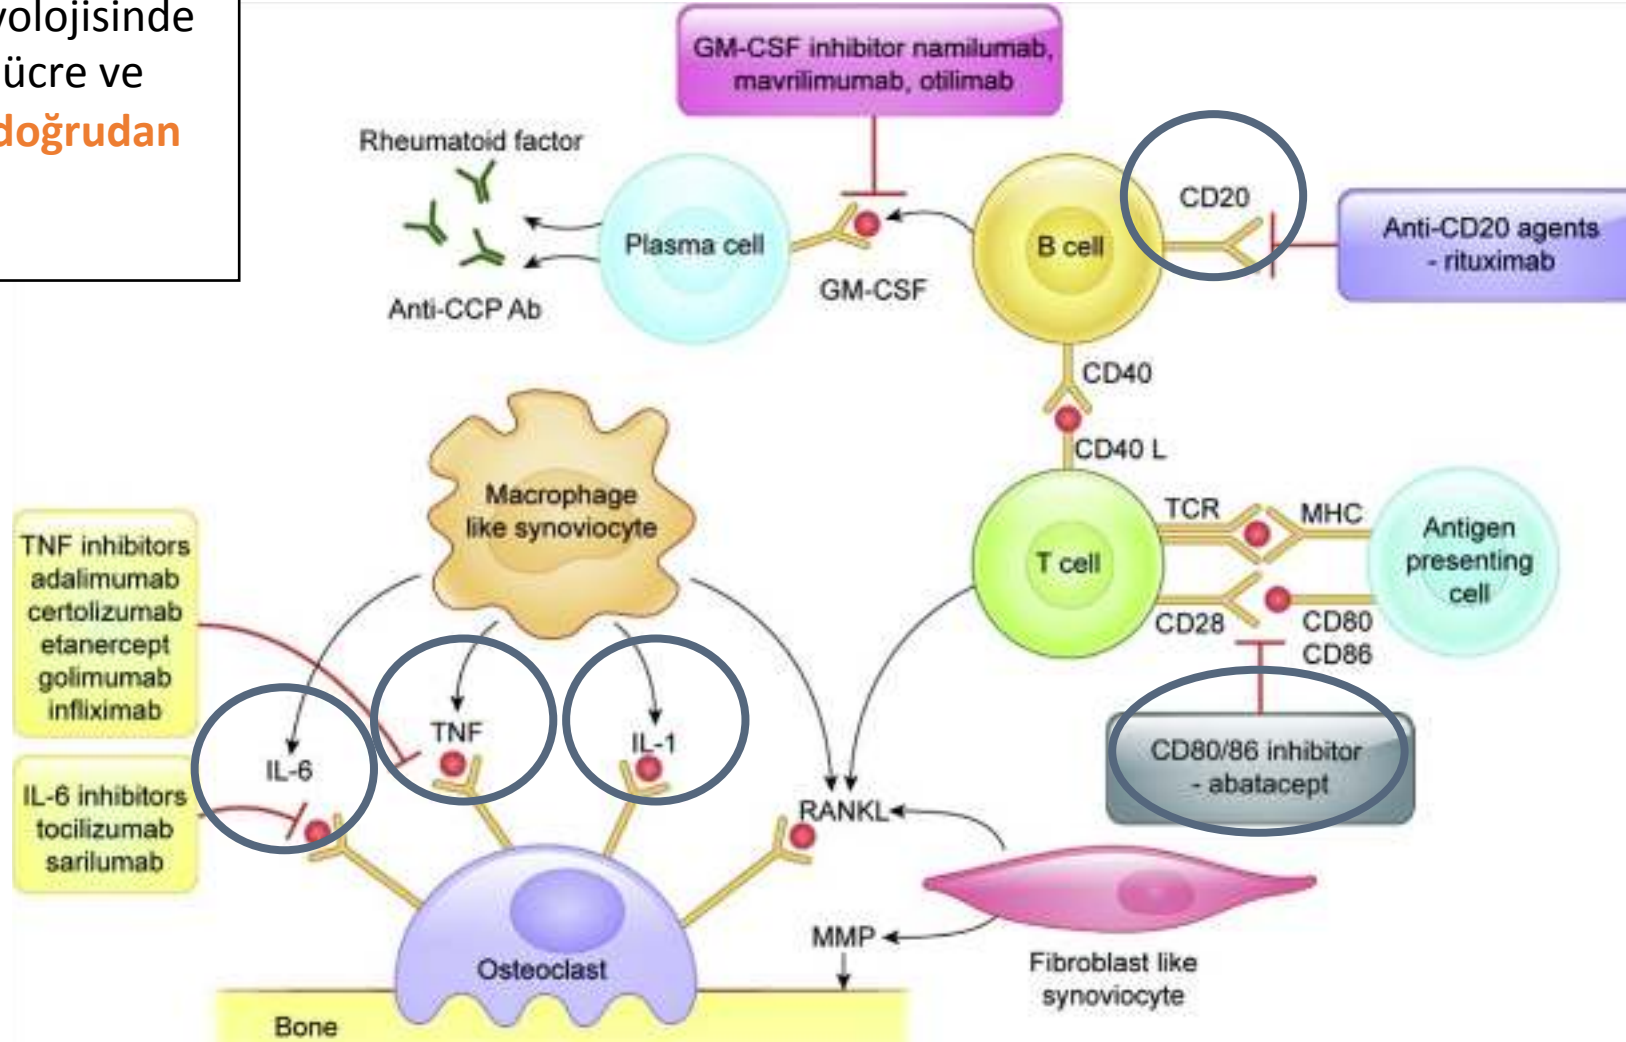 ücre ve
doğrudan
GM-CSF inhibitor namilumab,
mavrilimumab, otilimab
Rheumatoid factor
Anti-CCP Ab
Plasma cell
GM-CSF
B cell
CD20
Anti-CD20 agents
- rituximab
CD40
CD40 L
Macrophage
like synoviocyte
T cell
TCR
MHC
CD28
CD80
CD86
Antigen
presenting
cell
TNF inhibitors
adalimumab
certolizumab
etanercept
golimumab
infliximab
IL-6 inhibitors
tocilizumab
sarilumab
IL-6
TNF
IL-1
RANKL
CD80/86 inhibitor
- abatacept
MMP
Osteoclast
Fibroblast like
synoviocyte
Bone